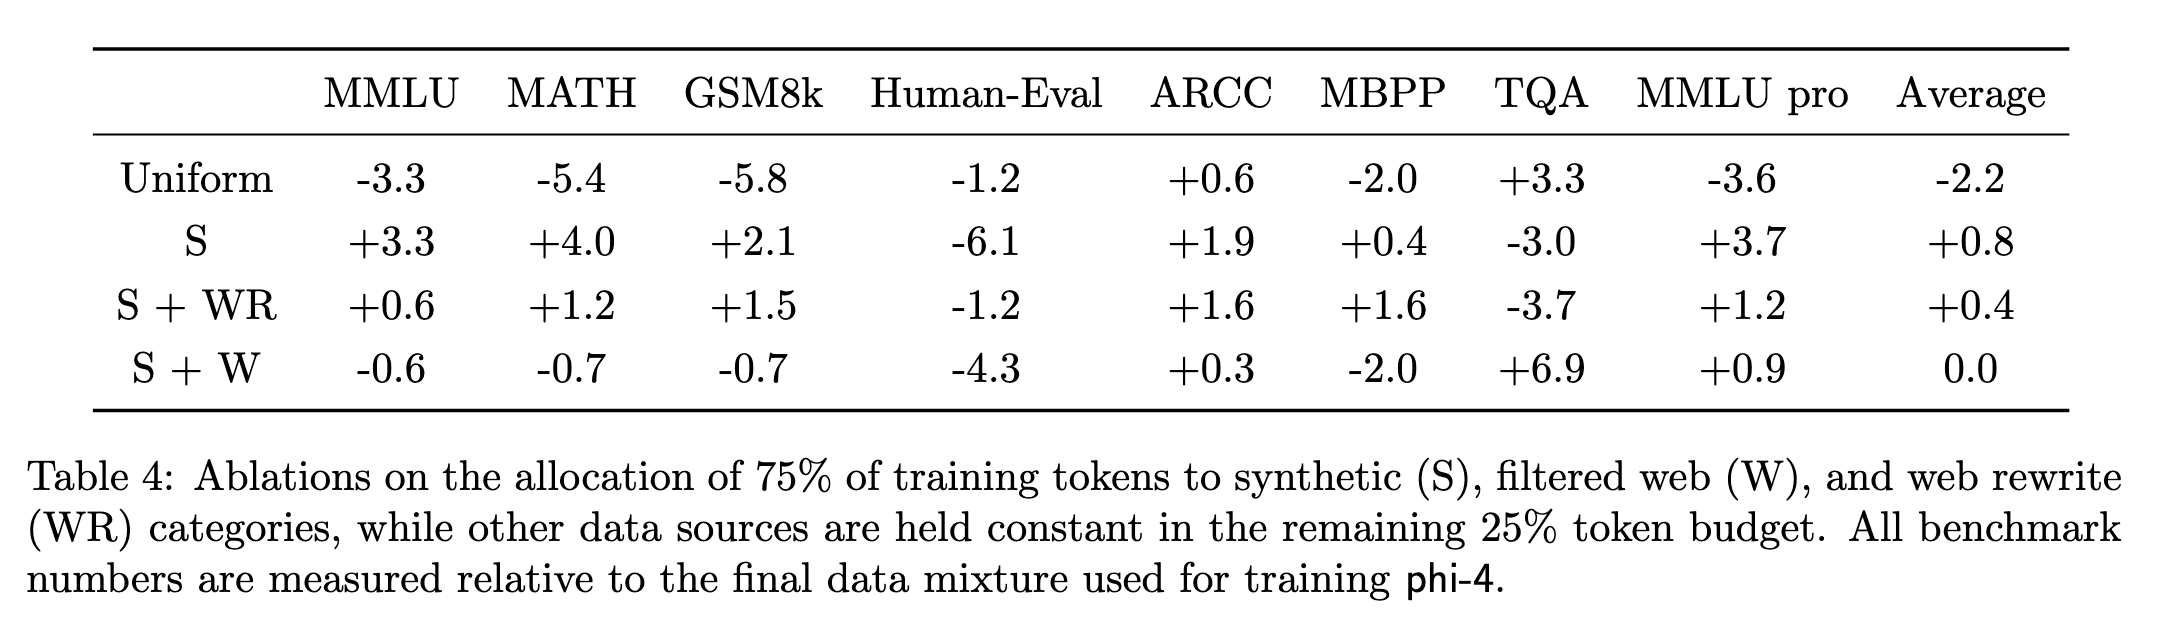 MMLU MATH GSM8k Human-Eval ARCC MBPP TQA MMLU pro Average
Uniform -3.3 -5.4 -5.8 -1.2 +0.6 -2.0 +3.3 -3.6 -2.2
S +3.3 +4.0 +2.1 -6.1 +1.9 +0.4 -3.0 +3.7 +0.8
S + WR +0.6 +1.2 +1.5 -1.2 +1.6 +1.6 -3.7 +1.2 +0.4
S + W -0.6 -0.7 -0.7 -4.3 +0.3 -2.0 +6.9 +0.9 0.0
Table 4: Ablations on the allocation of 75% of training tokens to synthetic (S), filtered web (W), and web rewrite
(WR) categories, while other data sources are held constant in the remaining 25% token budget. All benchmark
numbers are measured relative to the final data mixture used for training phi-4.